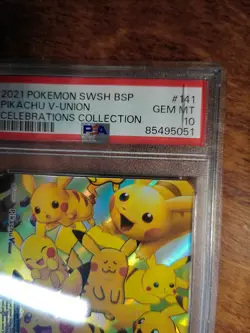 2021 POKEMON SWSH BSP #141
PIKACHU V-UNION GEM MT
CELEBRATIONS COLLECTION 10
PSA 85495051